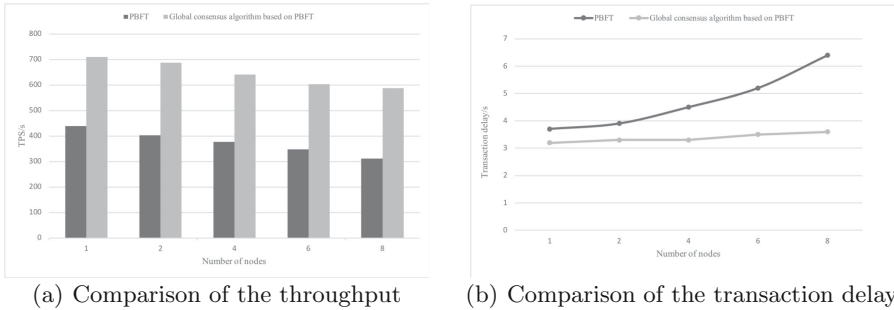 PBFT Global consensus algorithm based on PBFT
800
700
600
500
400
300
200
100
0
TPS/s
1 2 4 6 8
Number of nodes
(a) Comparison of the throughput
PBFT Global consensus algorithm based on PBFT
7
6
5
4
3
2
1
0
Transaction delay/s
1 2 4 6 8
Number of nodes
(b) Comparison of the transaction delay